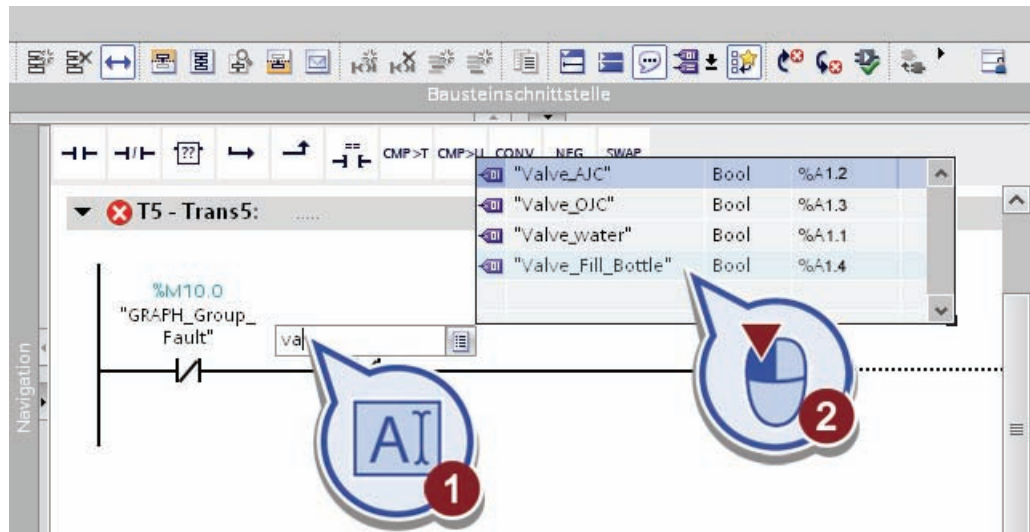 Bausteinschnittstelle
??
==
CMP>T CMP>U CONV NEG SWAP
"Valve_AJC" Bool %A1.2
"Valve_OJC" Bool %A1.3
"Valve_water" Bool %A1.1
"Valve_Fill_Bottle" Bool %A1.4
T5 - Trans5: .....
%M10.0
"GRAPH_Group_
Fault"
va
Navigation
A
1
2